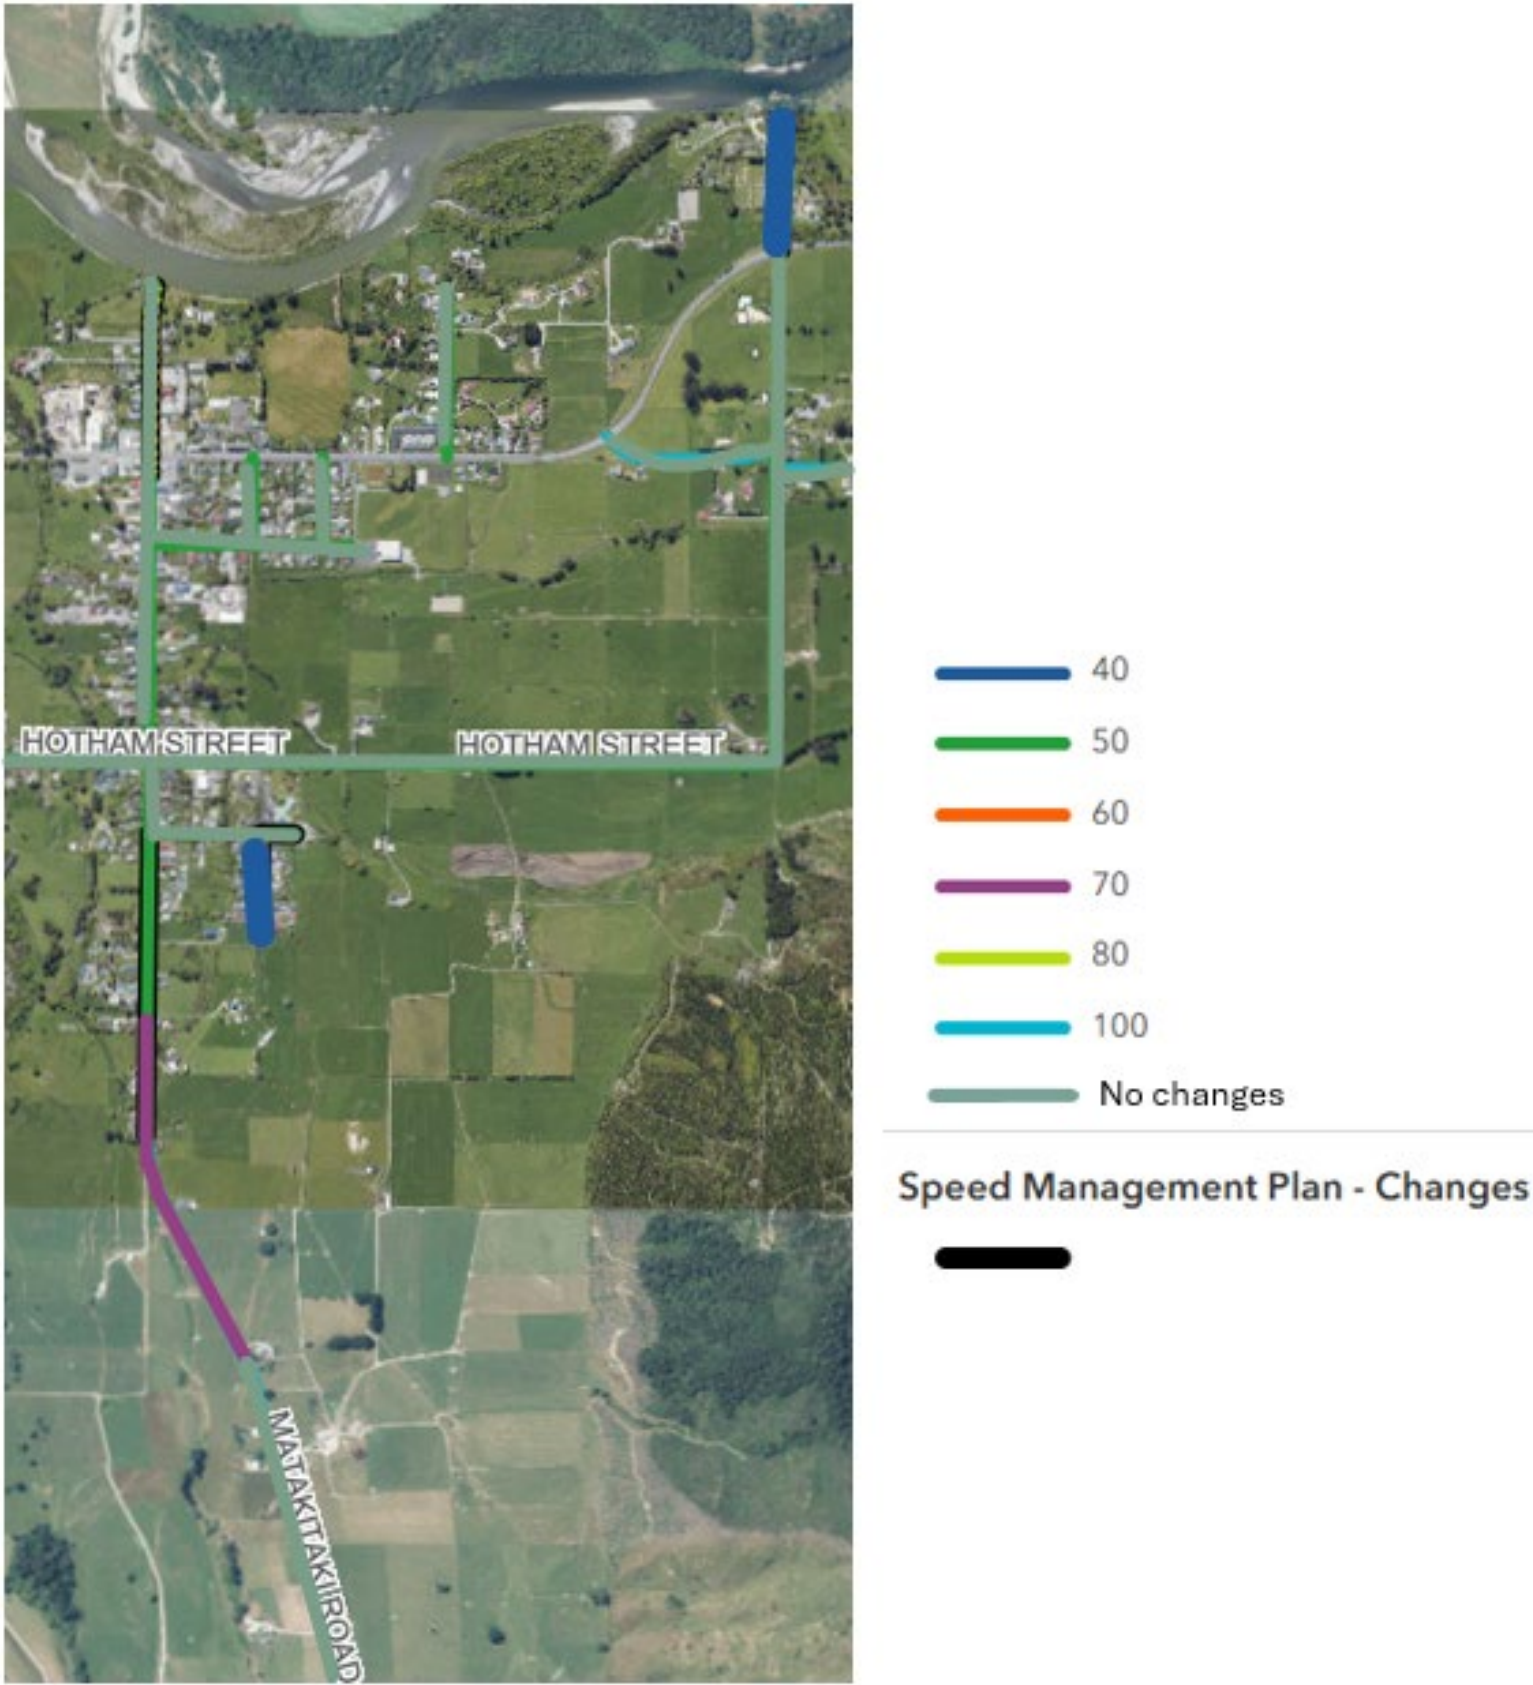 HOTHAM STREET
HOTHAM STREET
MATAKITAKI ROAD
40
50
60
70
80
100
No changes
Speed Management Plan - Changes